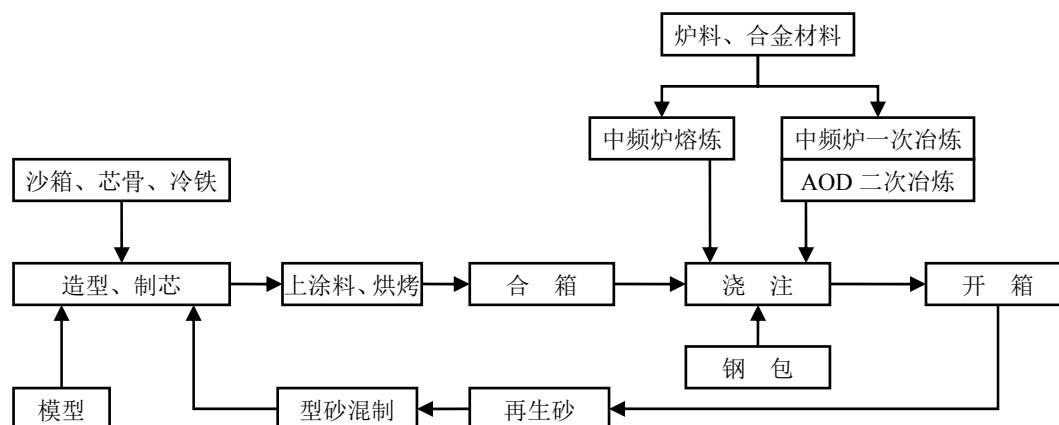 炉料、合金材料
中频炉熔炼
中频炉一次冶炼
AOD 二次冶炼
沙箱、芯骨、冷铁
造型、制芯
上涂料、烘烤
合 箱
浇 注
开 箱
钢 包
模型
型砂混制
再生砂